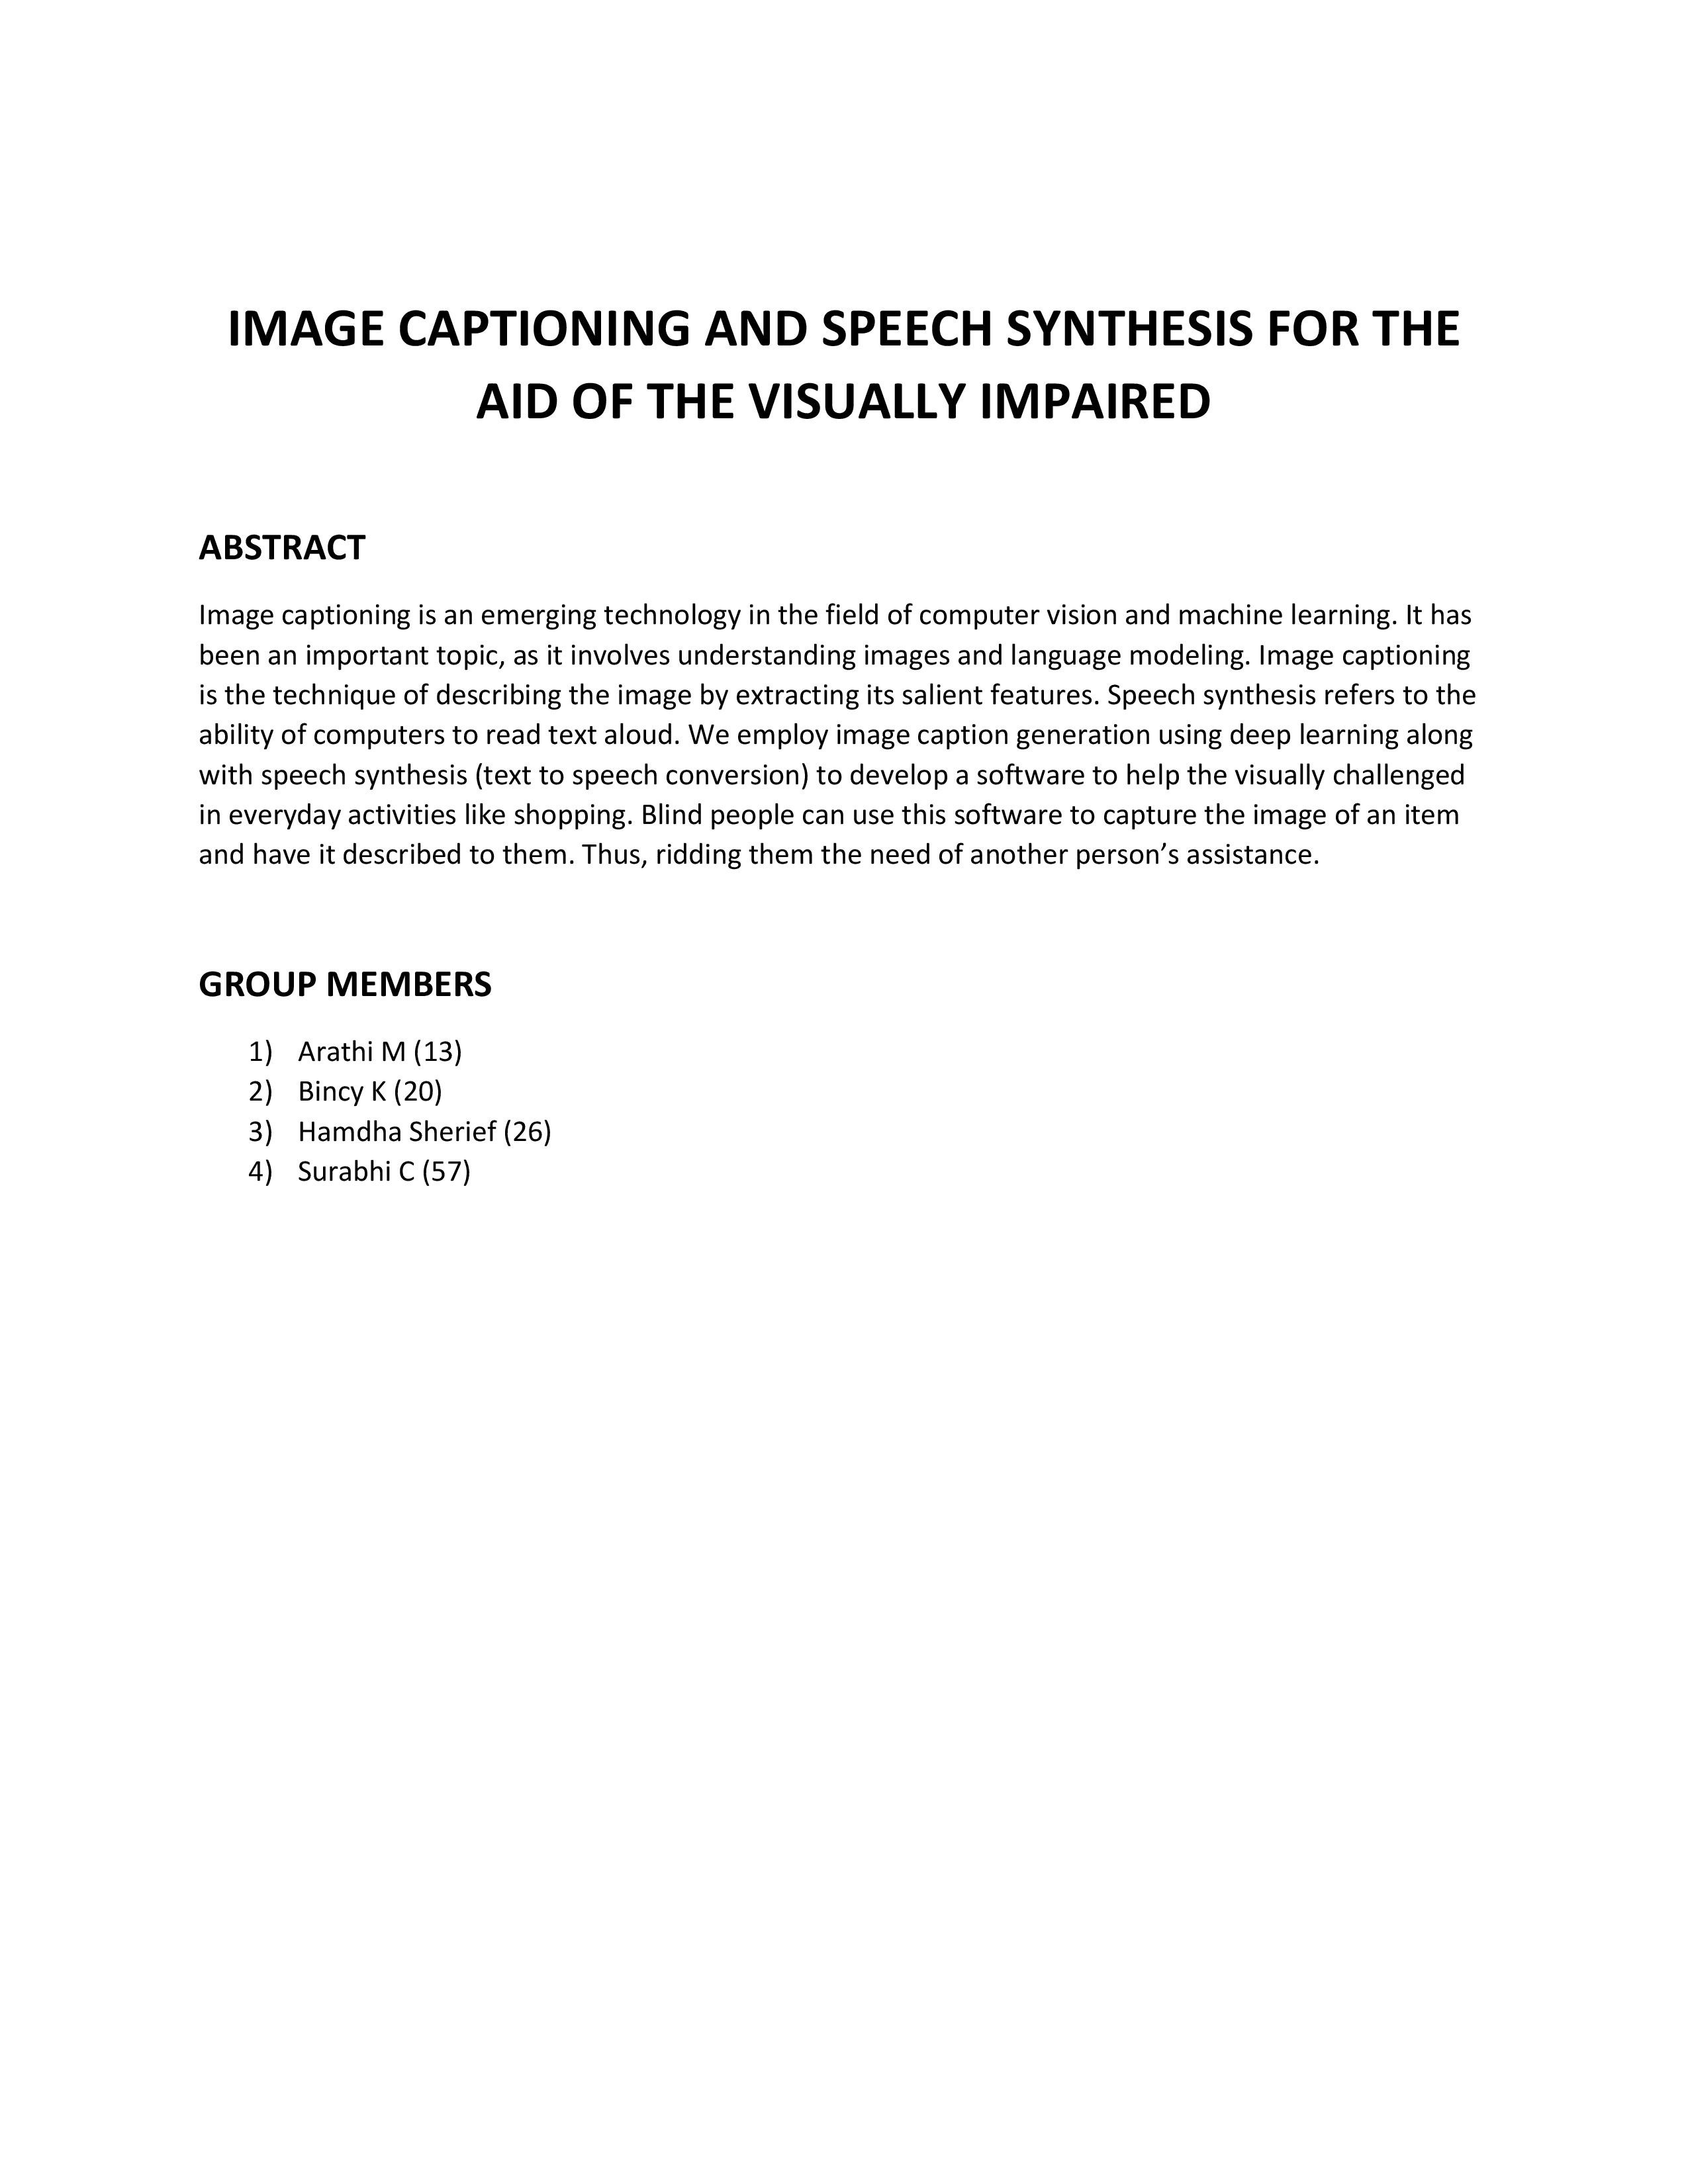 IMAGE CAPTIONING AND SPEECH SYNTHESIS FOR THE
AID OF THE VISUALLY IMPAIRED
ABSTRACT
Image captioning is an emerging technology in the field of computer vision and machine learning. It has
been an important topic, as it involves understanding images and language modeling. Image captioning
is the technique of describing the image by extracting its salient features. Speech synthesis refers to the
ability of computers to read text aloud. We employ image caption generation using deep learning along
with speech synthesis (text to speech conversion) to develop a software to help the visually challenged
in everyday activities like shopping. Blind people can use this software to capture the image of an item
and have it described to them. Thus, ridding them the need of another person’s assistance.
GROUP MEMBERS
1) Arathi M (13)
2) Bincy K (20)
3) Hamdha Sherief (26)
4) Surabhi C (57)